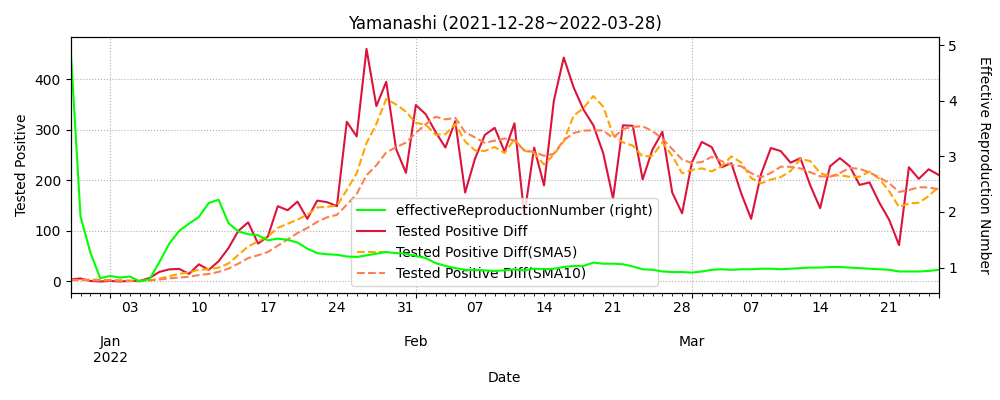 Yamanashi (2021-12-28~2022-03-28)
Tested Positive
Effective Reproduction Number
400
300
200
100
0
5
4
3
2
1
effectiveReproductionNumber (right)
Tested Positive Diff
Tested Positive Diff(SMA5)
Tested Positive Diff(SMA10)
03 10 17 24 31 07 14 21 28 07 14 21
Jan Feb Mar
2022
Date